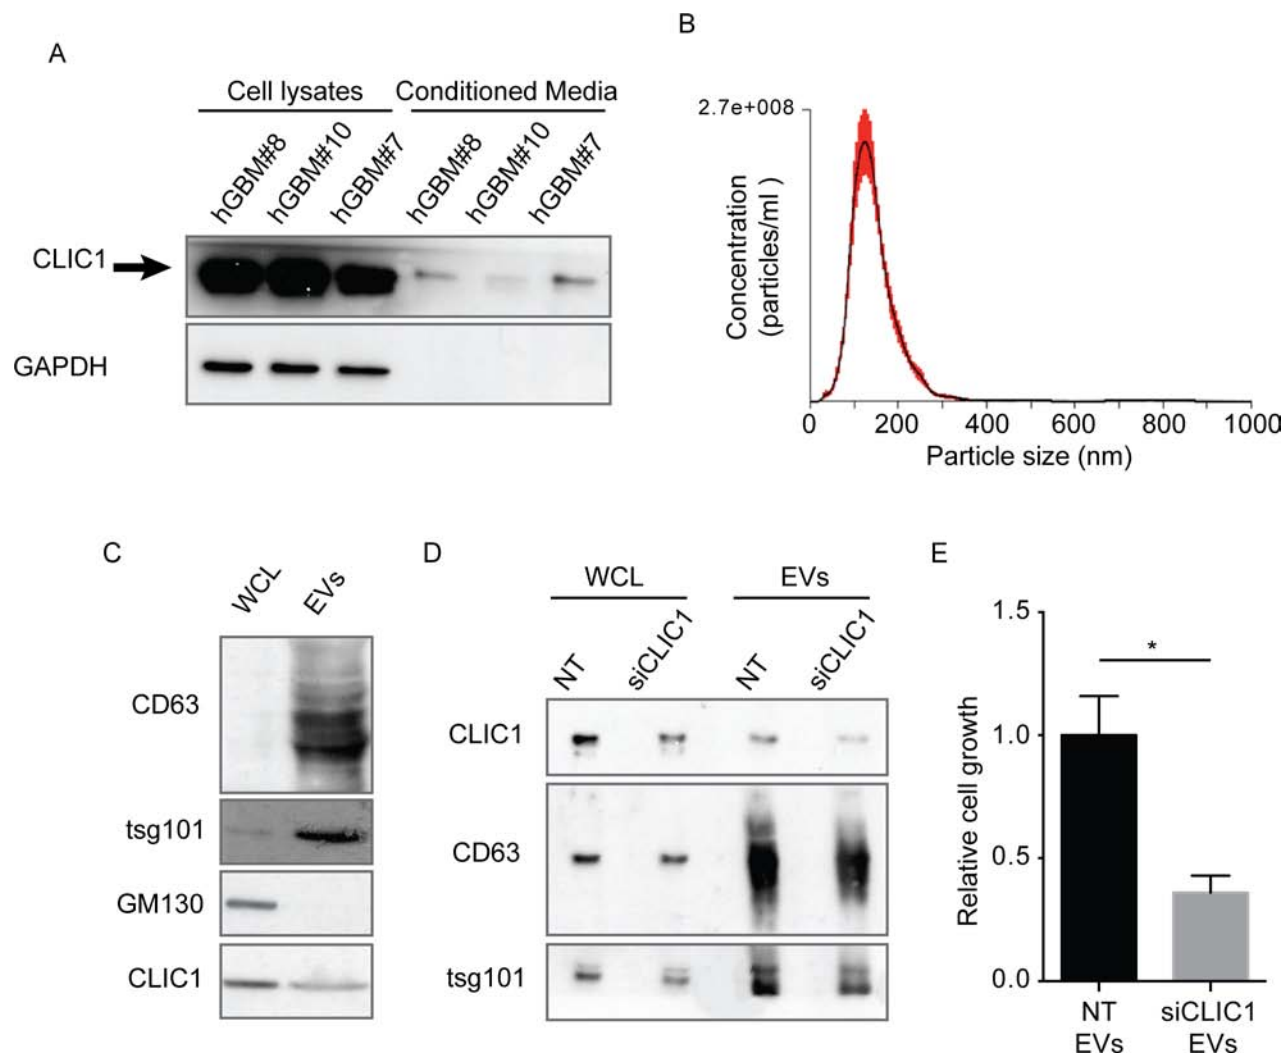 A
Cell lysates Conditioned Media
hGBM#8 hGBM#10 hGBM#7 hGBM#8 hGBM#10 hGBM#7
CLIC1
GAPDH
B
2.7e+008
Concentration
(particles/ml )
0 200 400 600 800 1000
Particle size (nm)
C
WCL EVs
CD63
tsg101
GM130
CLIC1
D
WCL EVs
NT siCLIC1 NT siCLIC1
CLIC1
CD63
tsg101
E
1.5
*
1.0
0.5
0.0
Relative cell growth
NT siCLIC1
EVs EVs